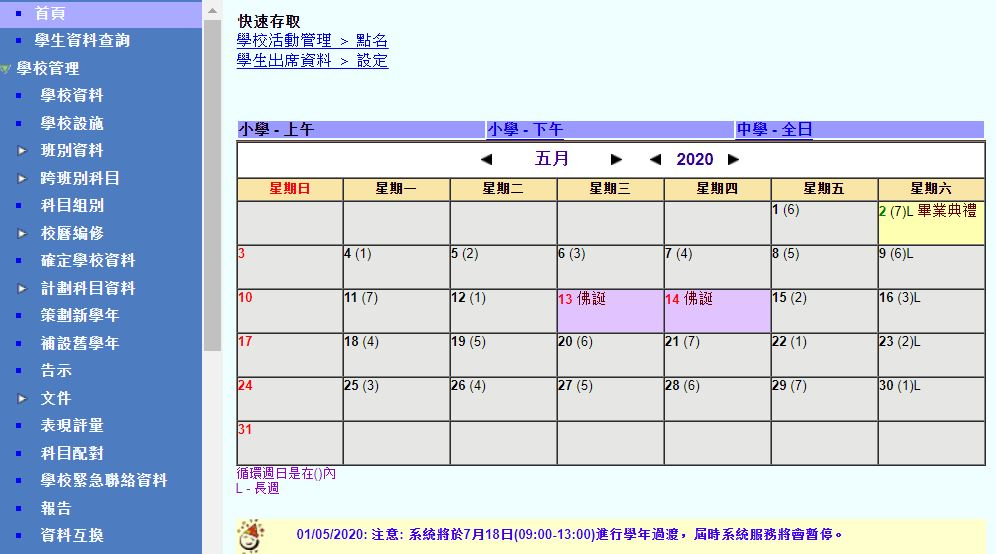 首頁
學生資料查詢
學校管理
學校資料
學校設施
班別資料
跨班別科目
科目組別
校曆編修
確定學校資料
計劃科目資料
策劃新學年
補設舊學年
告示
文件
表現評量
科目配對
學校緊急聯絡資料
報告
資料互換
快速存取
學校活動管理 > 點名
學生出席資料 > 設定
小學 - 上午 小學 - 下午 中學 - 全日
五月 2020
星期日 星期一 星期二 星期三 星期四 星期五 星期六
1 (6) 2 (7)L 畢業典禮
3 4 (1) 5 (2) 6 (3) 7 (4) 8 (5) 9 (6)L
10 11 (7) 12 (1) 13 佛誕 14 佛誕 15 (2) 16 (3)L
17 18 (4) 19 (5) 20 (6) 21 (7) 22 (1) 23 (2)L
24 25 (3) 26 (4) 27 (5) 28 (6) 29 (7) 30 (1)L
31
循環週日是在()內
L - 長週
01/05/2020: 注意: 系統將於7月18日(09:00-13:00)進行學年過渡，屆時系統服務將會暫停。